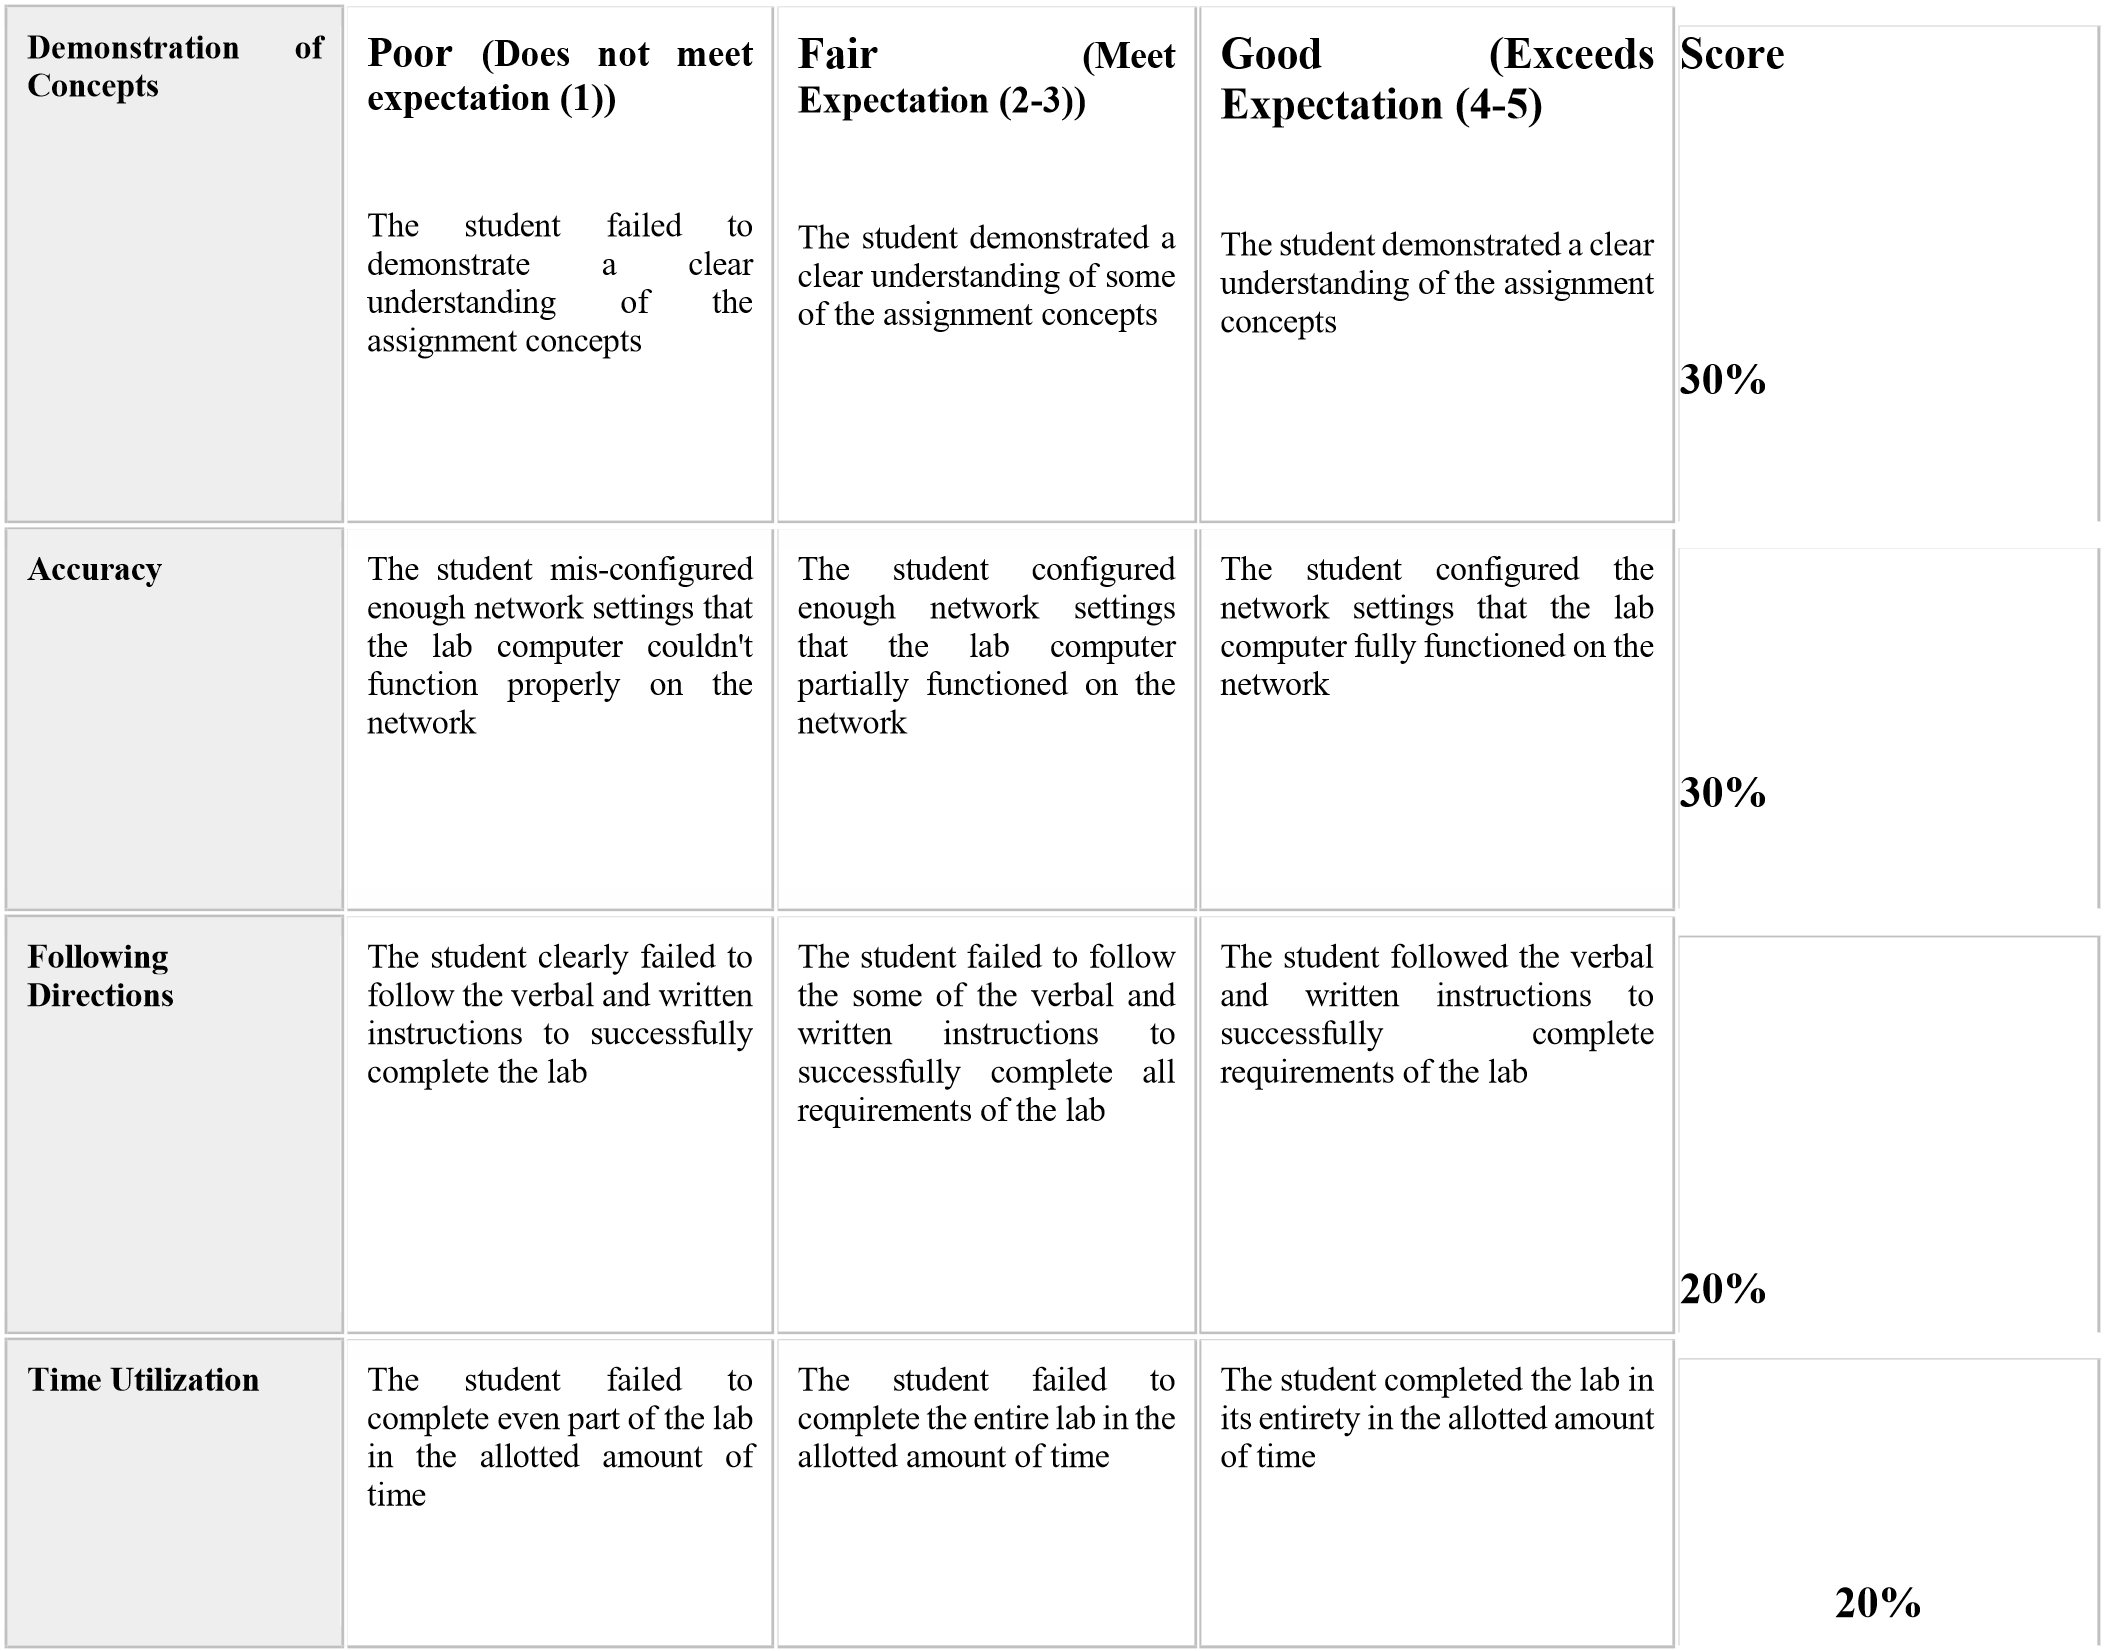 Demonstration of
Concepts
Poor (Does not meet
expectation (1))
The student failed to
demonstrate a clear
understanding of the
assignment concepts
Fair (Meet
Expectation (2-3))
The student demonstrated a
clear understanding of some
of the assignment concepts
Good (Exceeds
Expectation (4-5)
The student demonstrated a clear
understanding of the assignment
concepts
Score
30%
Accuracy
The student mis-configured
enough network settings that
the lab computer couldn't
function properly on the
network
The student configured
enough network settings
that the lab computer
partially functioned on the
network
The student configured the
network settings that the lab
computer fully functioned on the
network
30%
Following
Directions
The student clearly failed to
follow the verbal and written
instructions to successfully
complete the lab
The student failed to follow
the some of the verbal and
written instructions to
successfully complete all
requirements of the lab
The student followed the verbal
and written instructions to
successfully complete
requirements of the lab
20%
Time Utilization
The student failed to
complete even part of the lab
in the allotted amount of
time
The student failed to
complete the entire lab in the
allotted amount of time
The student completed the lab in
its entirety in the allotted amount
of time
20%